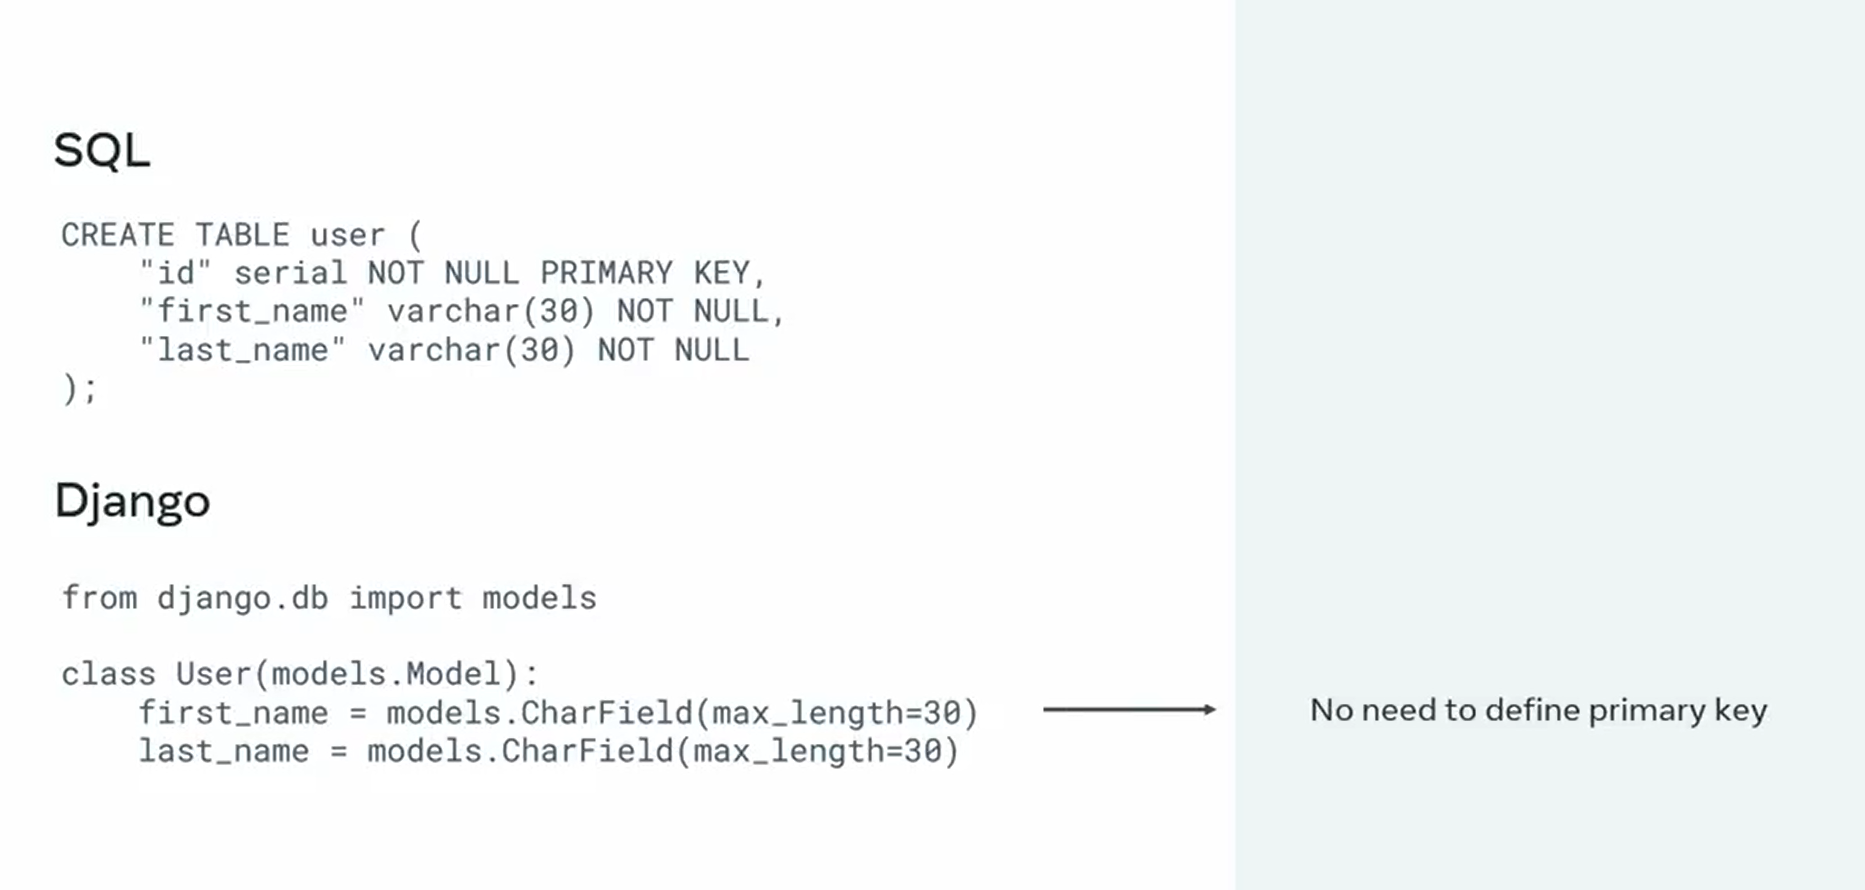 SQL
CREATE TABLE user (
"id" serial NOT NULL PRIMARY KEY,
"first_name" varchar(30) NOT NULL,
"last_name" varchar(30) NOT NULL
);
Django
from django.db import models
class User(models.Model):
first_name = models.CharField(max_length=30)
last_name = models.CharField(max_length=30)
No need to define primary key